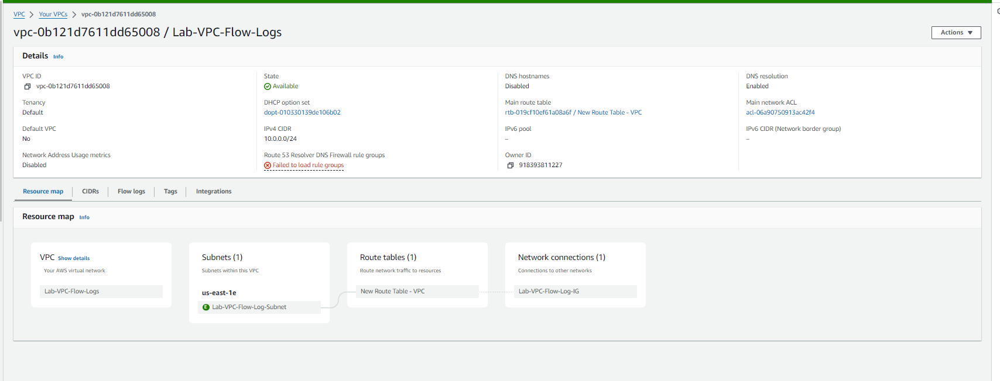 VPC > Your VPCs > vpc-0b121d7611dd65008
vpc-0b121d7611dd65008 / Lab-VPC-Flow-Logs
Actions
Details Info
VPC ID
vpc-0b121d7611dd65008
State
Available
DNS hostnames
Disabled
DNS resolution
Enabled
Tenancy
Default
DHCP option set
dopt-010330139de106b02
Main route table
rtb-019cf10ef61a08a6f / New Route Table - VPC
Main network ACL
acl-06a90750913ac42f4
Default VPC
No
IPv4 CIDR
10.0.0.0/24
IPv6 pool
–
IPv6 CIDR (Network border group)
–
Network Address Usage metrics
Disabled
Route 53 Resolver DNS Firewall rule groups
Failed to load rule groups
Owner ID
918393811227
Resource map
CIDRs
Flow logs
Tags
Integrations
Resource map Info
VPC Show details
Your AWS virtual network
Lab-VPC-Flow-Logs
Subnets (1)
Subnets within this VPC
us-east-1e
E Lab-VPC-Flow-Log-Subnet
Route tables (1)
Route network traffic to resources
New Route Table - VPC
Network connections (1)
Connections to other networks
Lab-VPC-Flow-Log-IG